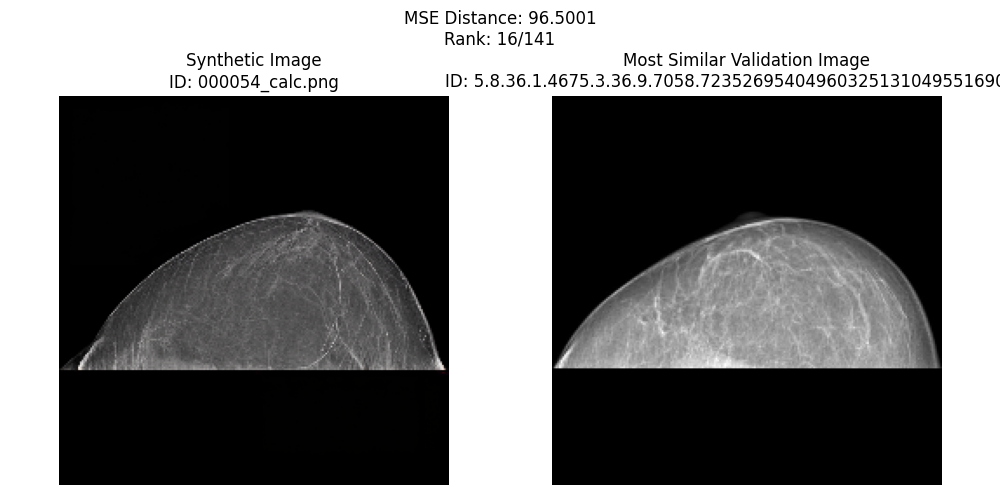 MSE Distance: 96.5001
Rank: 16/141
Synthetic Image
ID: 000054_calc.png
Most Similar Validation Image
ID: 5.8.36.1.4675.3.36.9.7058.72352695404960325131049551690